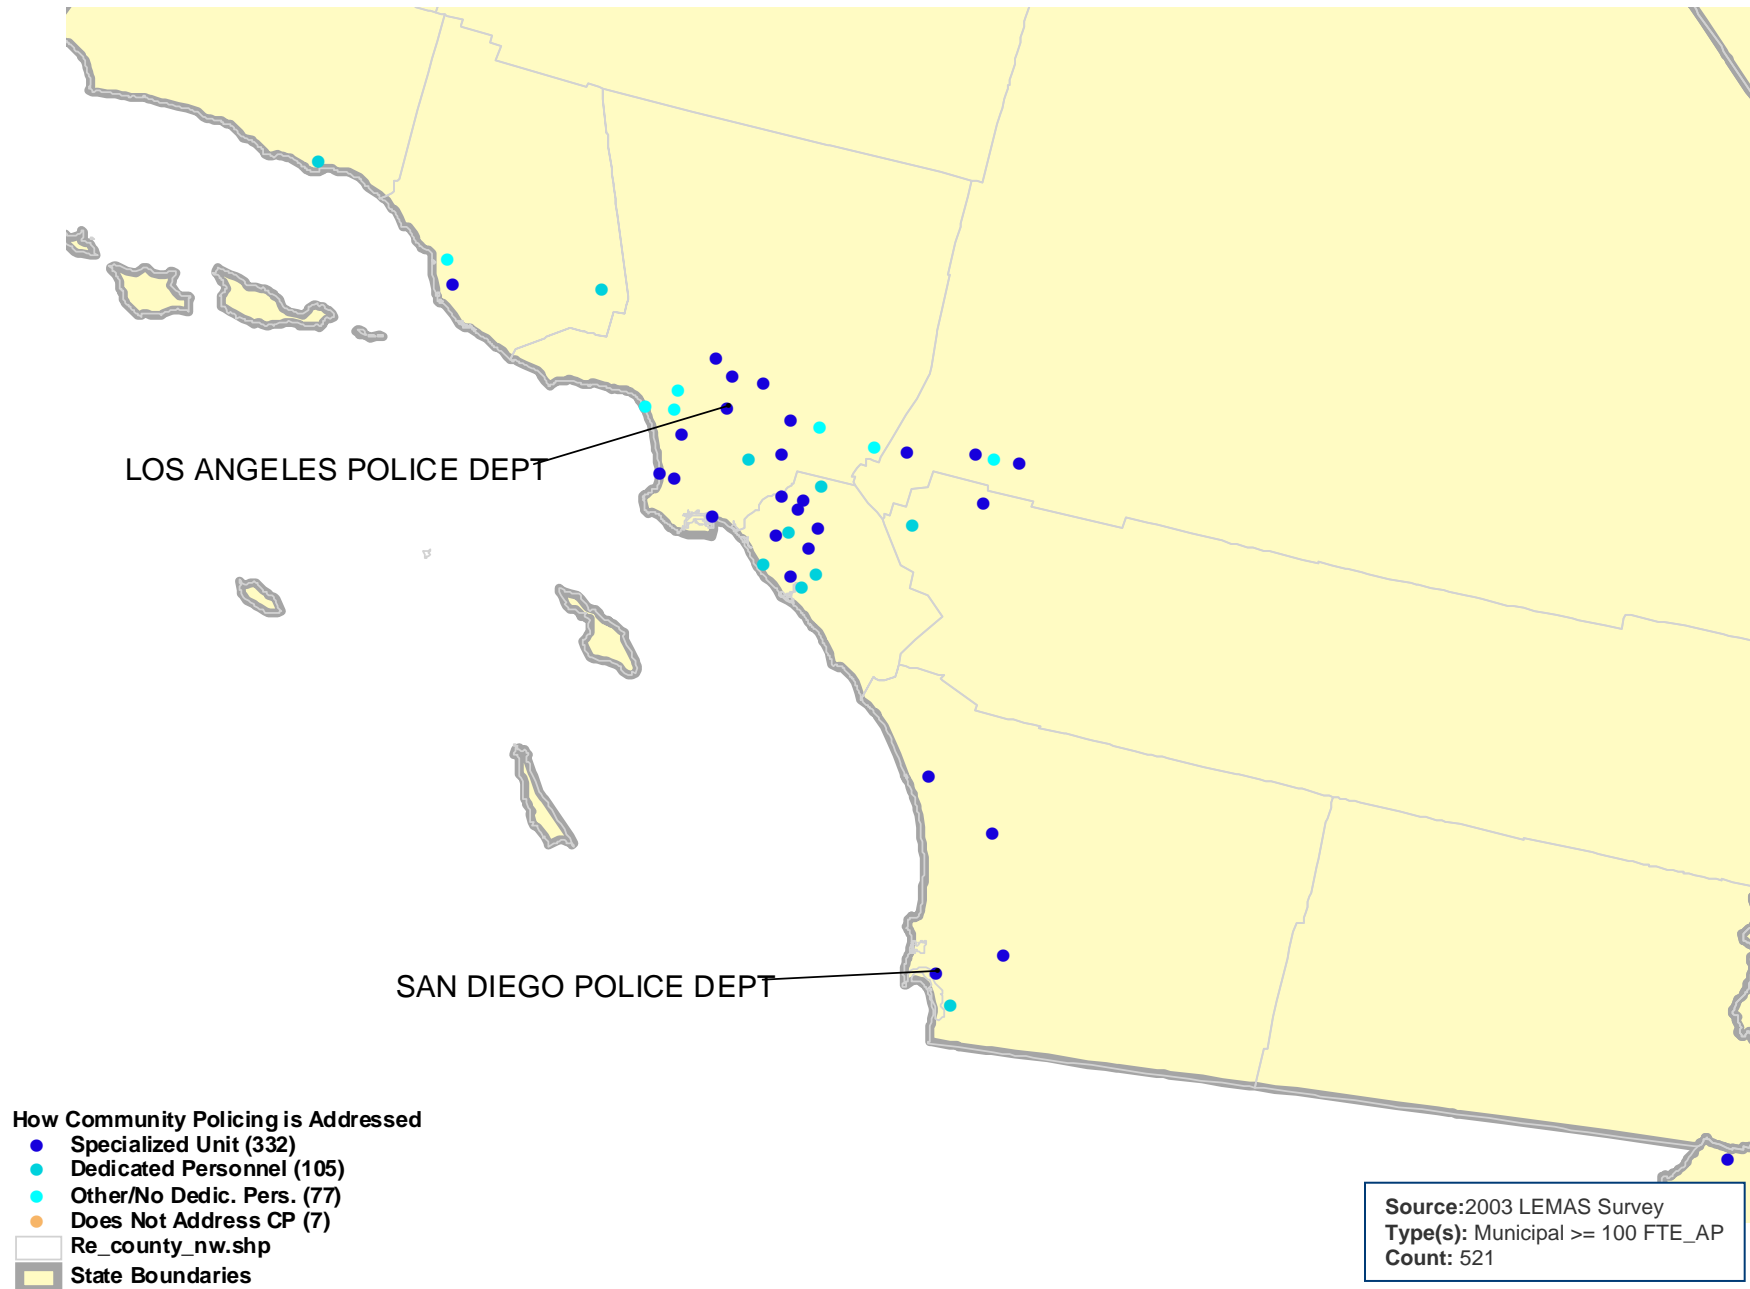 LOS ANGELES POLICE DEPT
SAN DIEGO POLICE DEPT
How Community Policing is Addressed
Specialized Unit (332)
Dedicated Personnel (105)
Other/No Dedic. Pers. (77)
Does Not Address CP (7)
Re_county_nw.shp
State Boundaries
Source:2003 LEMAS Survey
Type(s): Municipal >= 100 FTE_AP
Count: 521